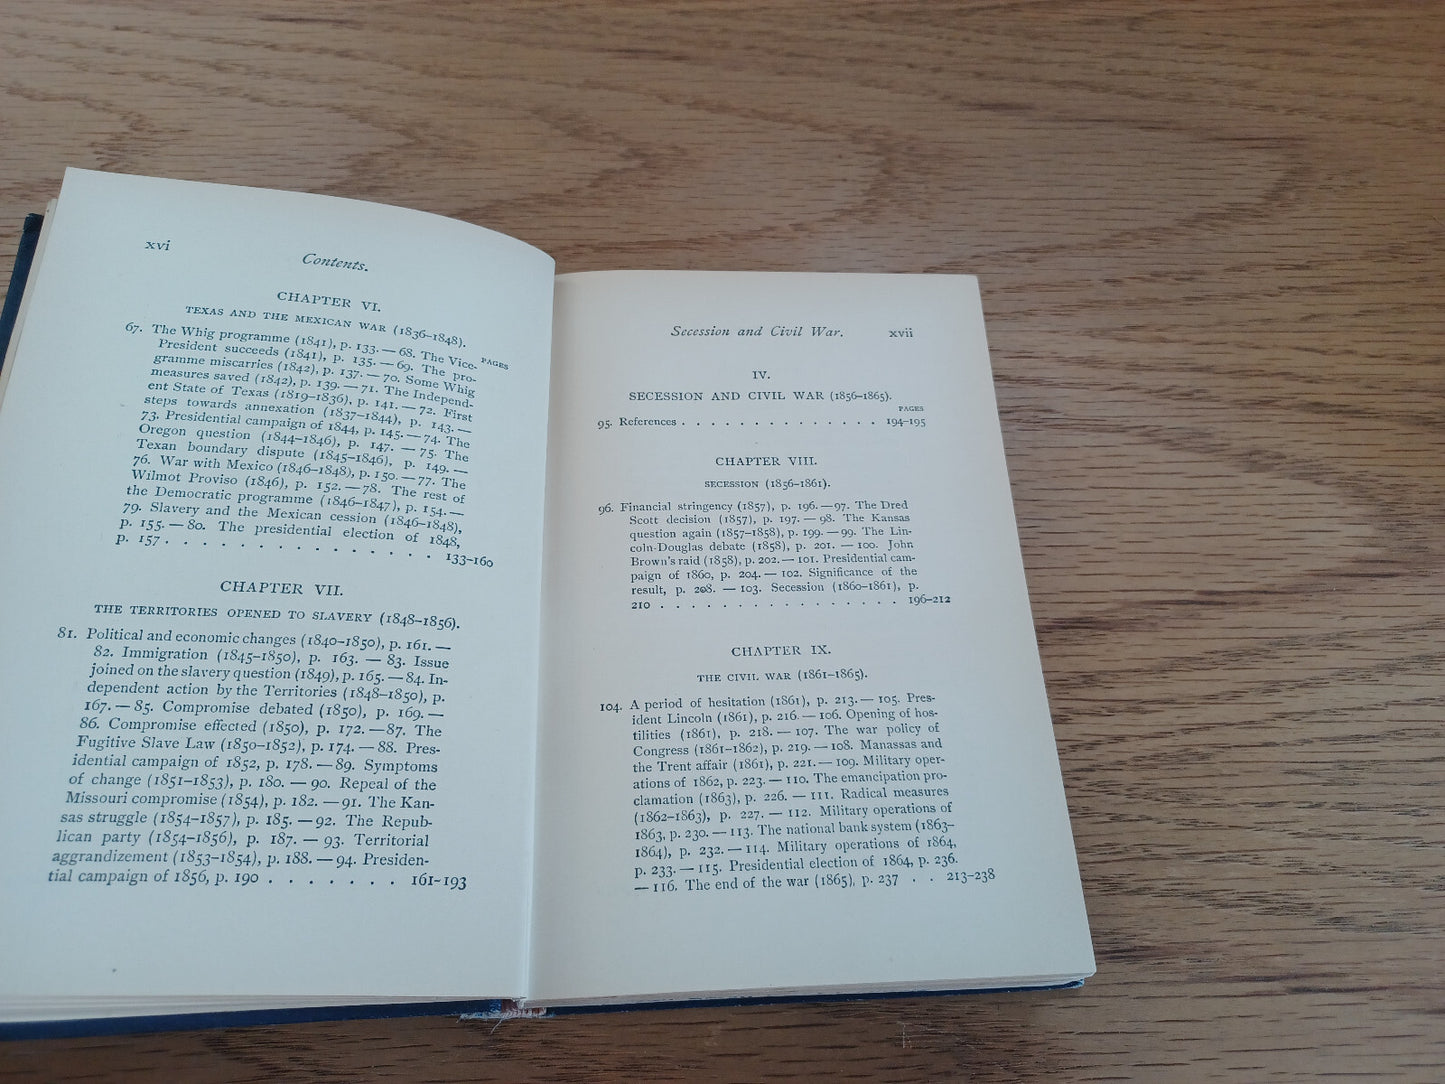 xvi
Contents.
CHAPTER VI.
TEXAS AND THE MEXICAN WAR (1836–1848).
PAGES
67. The Whig programme (1841), p. 133. — 68. The Vice-
President succeeds (1841), p. 135. — 69. The pro-
gramme miscarries (1842), p. 137. — 70. Some Whig
measures saved (1842), p. 139. — 71. The Independ-
ent State of Texas (1819–1836), p. 141. — 72. First
steps towards annexation (1837–1844), p. 143. —
73. Presidential campaign of 1844, p. 145. — 74. The
Oregon question (1844–1846), p. 147. — 75. The
Texan boundary dispute (1845–1846), p. 149. —
76. War with Mexico (1846–1848), p. 150. — 77. The
Wilmot Proviso (1846), p. 152. — 78. The rest of
the Democratic programme (1846–1847), p. 154. —
79. Slavery and the Mexican cession (1846–1848),
p. 155. — 80. The presidential election of 1848,
p. 157 . . . . . . . . . . . . . . . 133–160
CHAPTER VII.
THE TERRITORIES OPENED TO SLAVERY (1848–1856).
81. Political and economic changes (1840–1850), p. 161. —
82. Immigration (1845–1850), p. 163. — 83. Issue
joined on the slavery question (1849), p. 165. — 84. In-
dependent action by the Territories (1848–1850), p.
167. — 85. Compromise debated (1850), p. 169. —
86. Compromise effected (1850), p. 172. — 87. The
Fugitive Slave Law (1850–1852), p. 174. — 88. Pres-
idential campaign of 1852, p. 178. — 89. Symptoms
of change (1851–1853), p. 180. — 90. Repeal of the
Missouri compromise (1854), p. 182. — 91. The Kan-
sas struggle (1854–1857), p. 185. — 92. The Repub-
lican party (1854–1856), p. 187. — 93. Territorial
aggrandizement (1853–1854), p. 188. — 94. Presiden-
tial campaign of 1856, p. 190 . . . . . . . 161–193
Secession and Civil War. xvii
IV.
SECESSION AND CIVIL WAR (1856–1865).
PAGES
95. References . . . . . . . . . . . . . . 194–195
CHAPTER VIII.
SECESSION (1856–1861).
96. Financial stringency (1857), p. 196. — 97. The Dred
Scott decision (1857), p. 197. — 98. The Kansas
question again (1857–1858), p. 199. — 99. The Lin-
coln-Douglas debate (1858), p. 201. — 100. John
Brown's raid (1858), p. 202. — 101. Presidential cam-
paign of 1860, p. 204. — 102. Significance of the
result, p. 208. — 103. Secession (1860–1861), p.
210 . . . . . . . . . . . . . . . . . 196–212
CHAPTER IX.
THE CIVIL WAR (1861–1865).
104. A period of hesitation (1861), p. 213. — 105. Pres-
ident Lincoln (1861), p. 216. — 106. Opening of hos-
tilities (1861), p. 218. — 107. The war policy of
Congress (1861–1862), p. 219. — 108. Manassas and
the Trent affair (1861), p. 221. — 109. Military oper-
ations of 1862, p. 223. — 110. The emancipation pro-
clamation (1863), p. 226. — 111. Radical measures
(1862–1863), p. 227. — 112. Military operations of
1863, p. 230. — 113. The national bank system (1863–
1864), p. 232. — 114. Military operations of 1864,
p. 233. — 115. Presidential election of 1864, p. 236.
— 116. The end of the war (1865), p. 237 . . 213–238